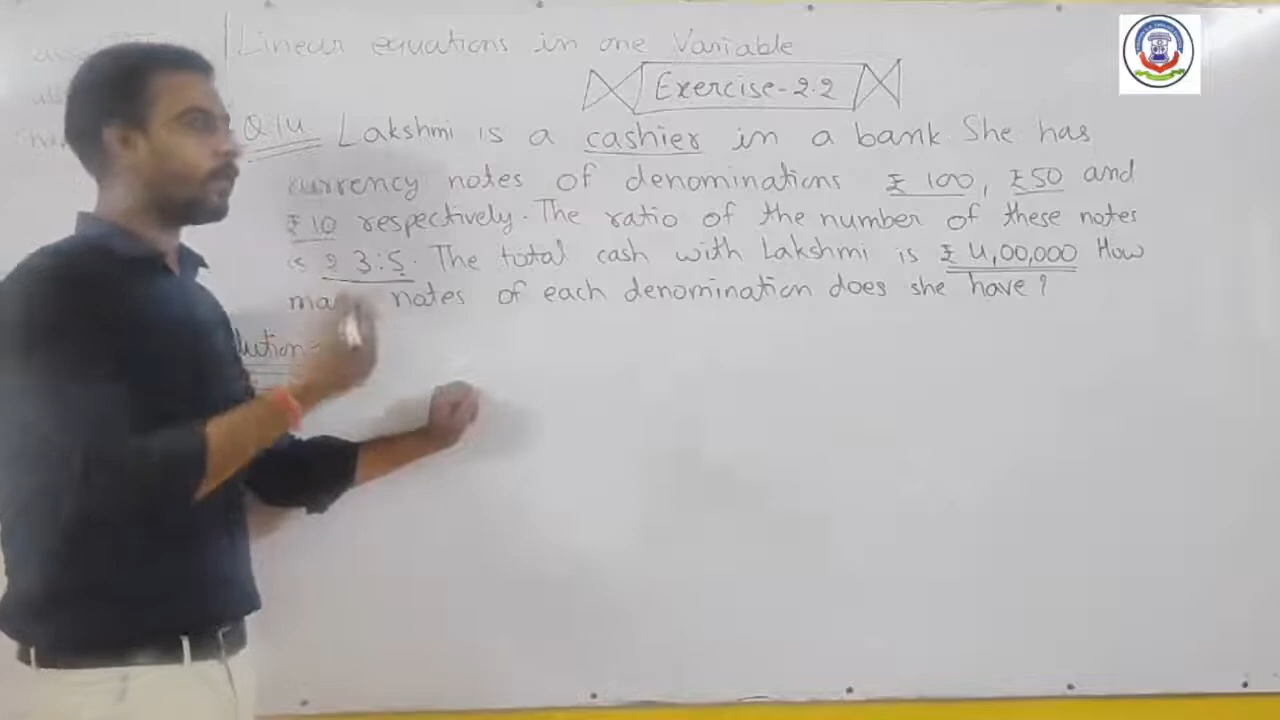 Linear equations in one Variable
Exercise-2.2
Q.14 Lakshmi is a cashier in a bank. She has
currency notes of denominations ₹ 100, ₹50 and
₹ 10 respectively. The ratio of the number of these notes
is 3:5. The total cash with Lakshmi is ₹ 4,00,000 How
notes of each denomination does she have?